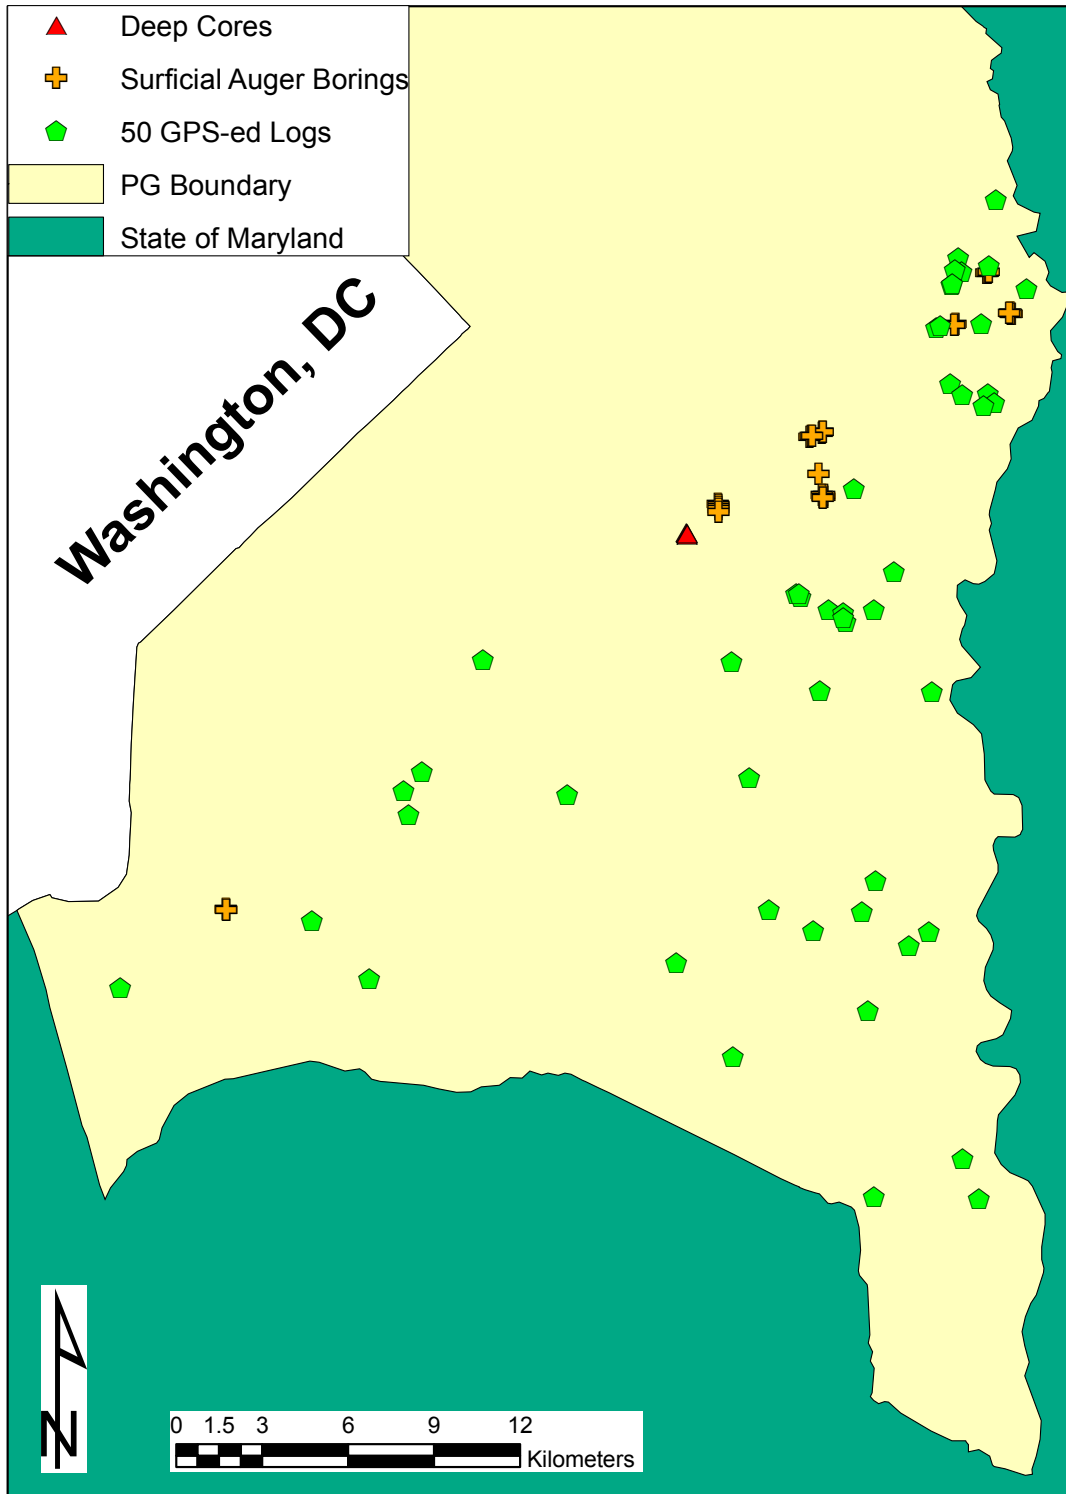 Deep Cores
Surficial Auger Borings
50 GPS-ed Logs
PG Boundary
State of Maryland
Washington, DC
N
0 1.5 3 6 9 12
Kilometers